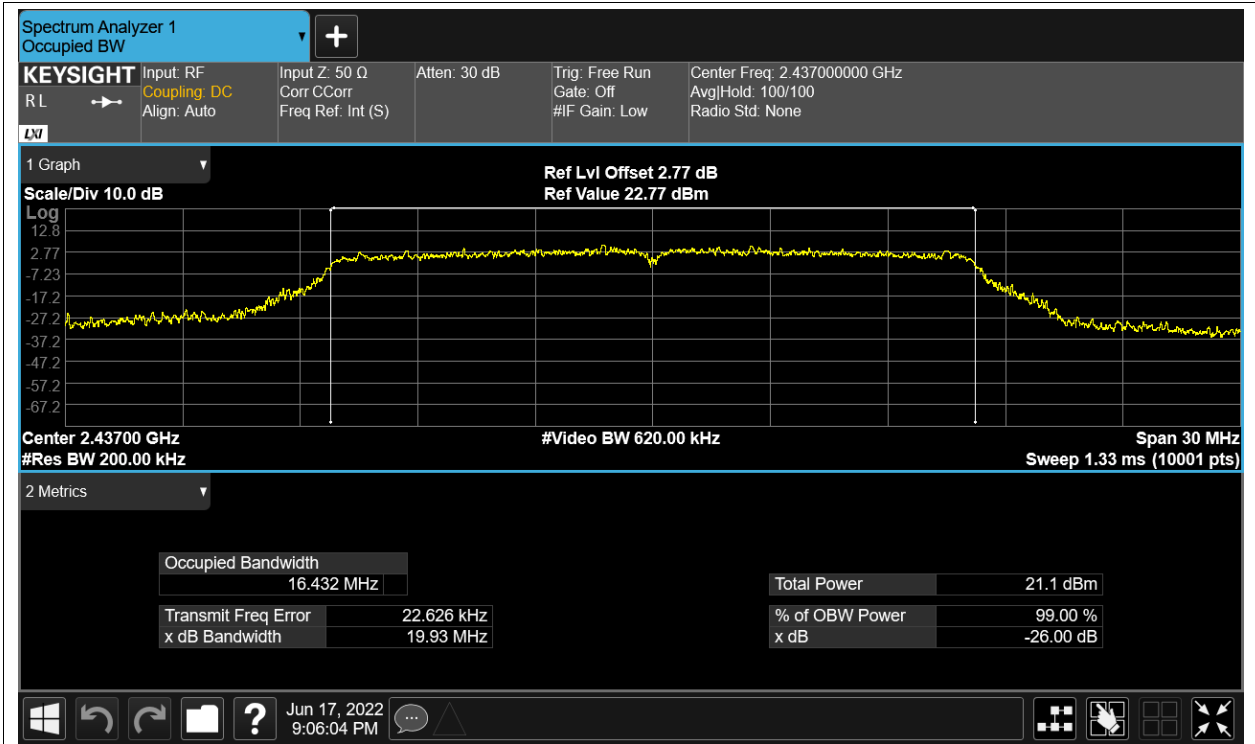 Spectrum Analyzer 1
Occupied BW
KEYSIGHT
R L
LXI
Input: RF
Coupling: DC
Align: Auto
Input Z: 50 Ω
Corr CCorr
Freq Ref: Int (S)
Atten: 30 dB
Trig: Free Run
Gate: Off
#IF Gain: Low
Center Freq: 2.437000000 GHz
Avg|Hold: 100/100
Radio Std: None
1 Graph
Ref Lvl Offset 2.77 dB
Scale/Div 10.0 dB
Ref Value 22.77 dBm
Log
12.8
2.77
-7.23
-17.2
-27.2
-37.2
-47.2
-57.2
-67.2
Center 2.43700 GHz
#Video BW 620.00 kHz
Span 30 MHz
#Res BW 200.00 kHz
Sweep 1.33 ms (10001 pts)
2 Metrics
Occupied Bandwidth
16.432 MHz
Total Power 21.1 dBm
Transmit Freq Error 22.626 kHz
% of OBW Power 99.00 %
x dB Bandwidth 19.93 MHz
x dB -26.00 dB
?
Jun 17, 2022
9:06:04 PM